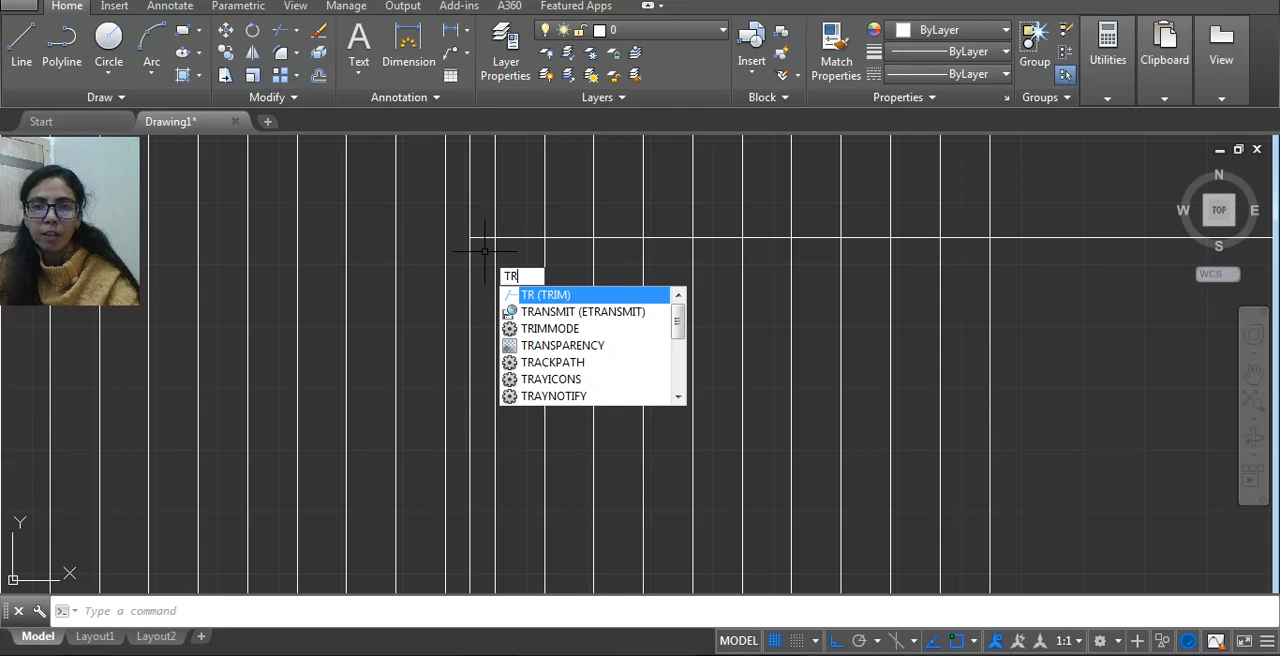 Home Insert Annotate Parametric View Manage Output Add-ins A360 Featured Apps
0
ByLayer
ByLayer
ByLayer
Line Polyline Circle Arc
Text Dimension
Layer Properties
Insert
Match Properties
Group
Utilities Clipboard View
Draw Modify Annotation Layers Block Properties Groups
Start Drawing1*
N
W TOP E
S
WCS
TR
TR (TRIM)
TRANSMIT (ETRANSMIT)
TRIMMODE
TRANSPARENCY
TRACKPATH
TRAYICONS
TRAYNOTIFY
Y
X
Type a command
Model Layout1 Layout2
MODEL 1:1